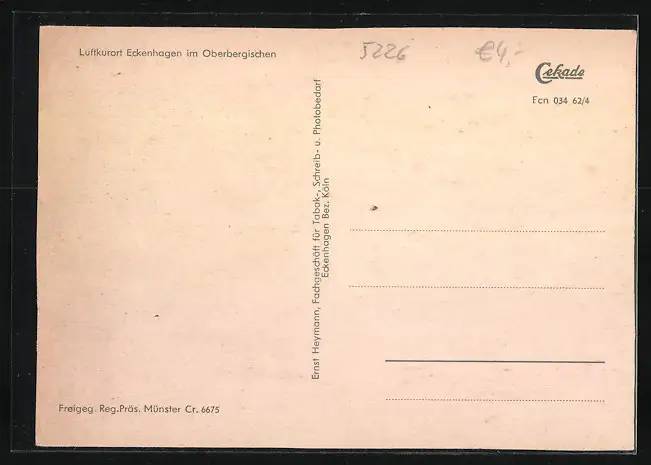 Luftkurort Eckenhagen im Oberbergischen
5226
€4,-
Cekade
Ecn 034 62/4
Ernst Heymann, Fachgeschäft für Tabak-, Schreib- u. Photobedarf
Eckenhagen Bez. Köln
Freigeg. Reg.Präs. Münster Cr. 6675